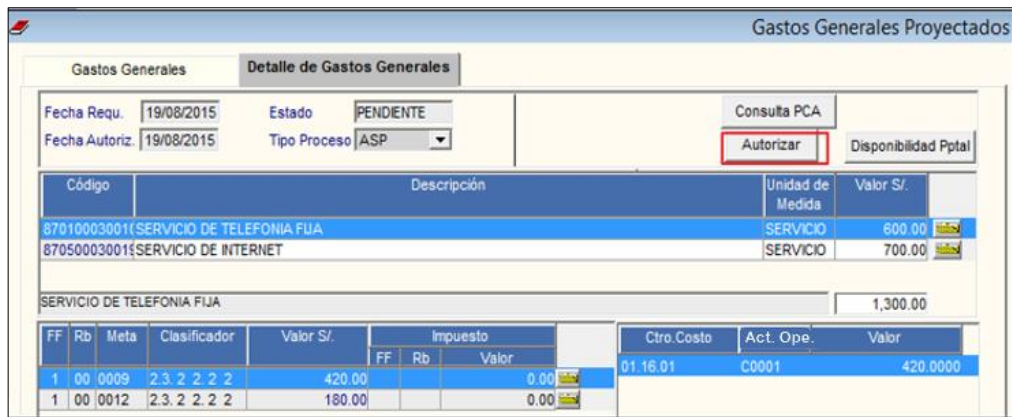 Gastos Generales Proyectados
Gastos Generales Detalle de Gastos Generales
Fecha Requ. 19/08/2015 Estado PENDIENTE Consulta PCA
Fecha Autoriz. 19/08/2015 Tipo Proceso ASP Autorizar Disponibilidad Pptal
Código Descripción Unidad de Medida Valor S/.
SERVICIO DE TELEFONIA FIJA SERVICIO 600.00
SERVICIO DE INTERNET SERVICIO 700.00
SERVICIO DE TELEFONIA FIJA 1,300.00
FF Rb Meta Clasificador Valor S/. Impuesto Ctro.Costo Act. Ope. Valor
FF Rb Valor
1 00 0009 2.3. 2 2. 2 2 420.00 0.00 01.16.01 C0001 420.0000
1 00 0012 2.3. 2 2. 2 2 180.00 0.00